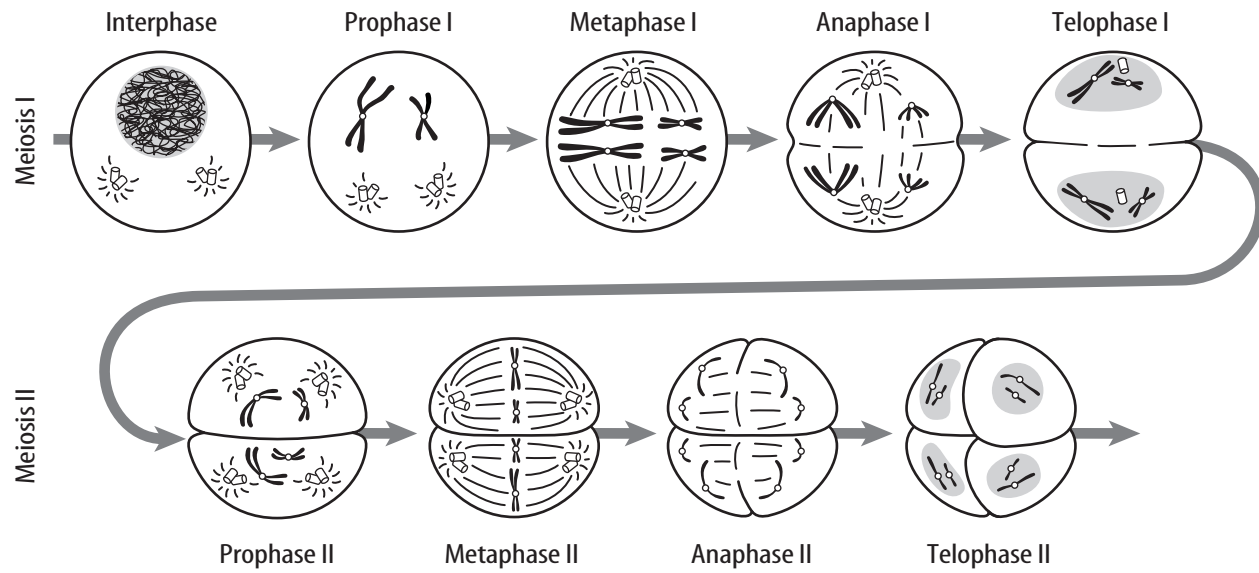 Interphase
Prophase I
Metaphase I
Anaphase I
Telophase I
Meiosis I
Meiosis II
Prophase II
Metaphase II
Anaphase II
Telophase II